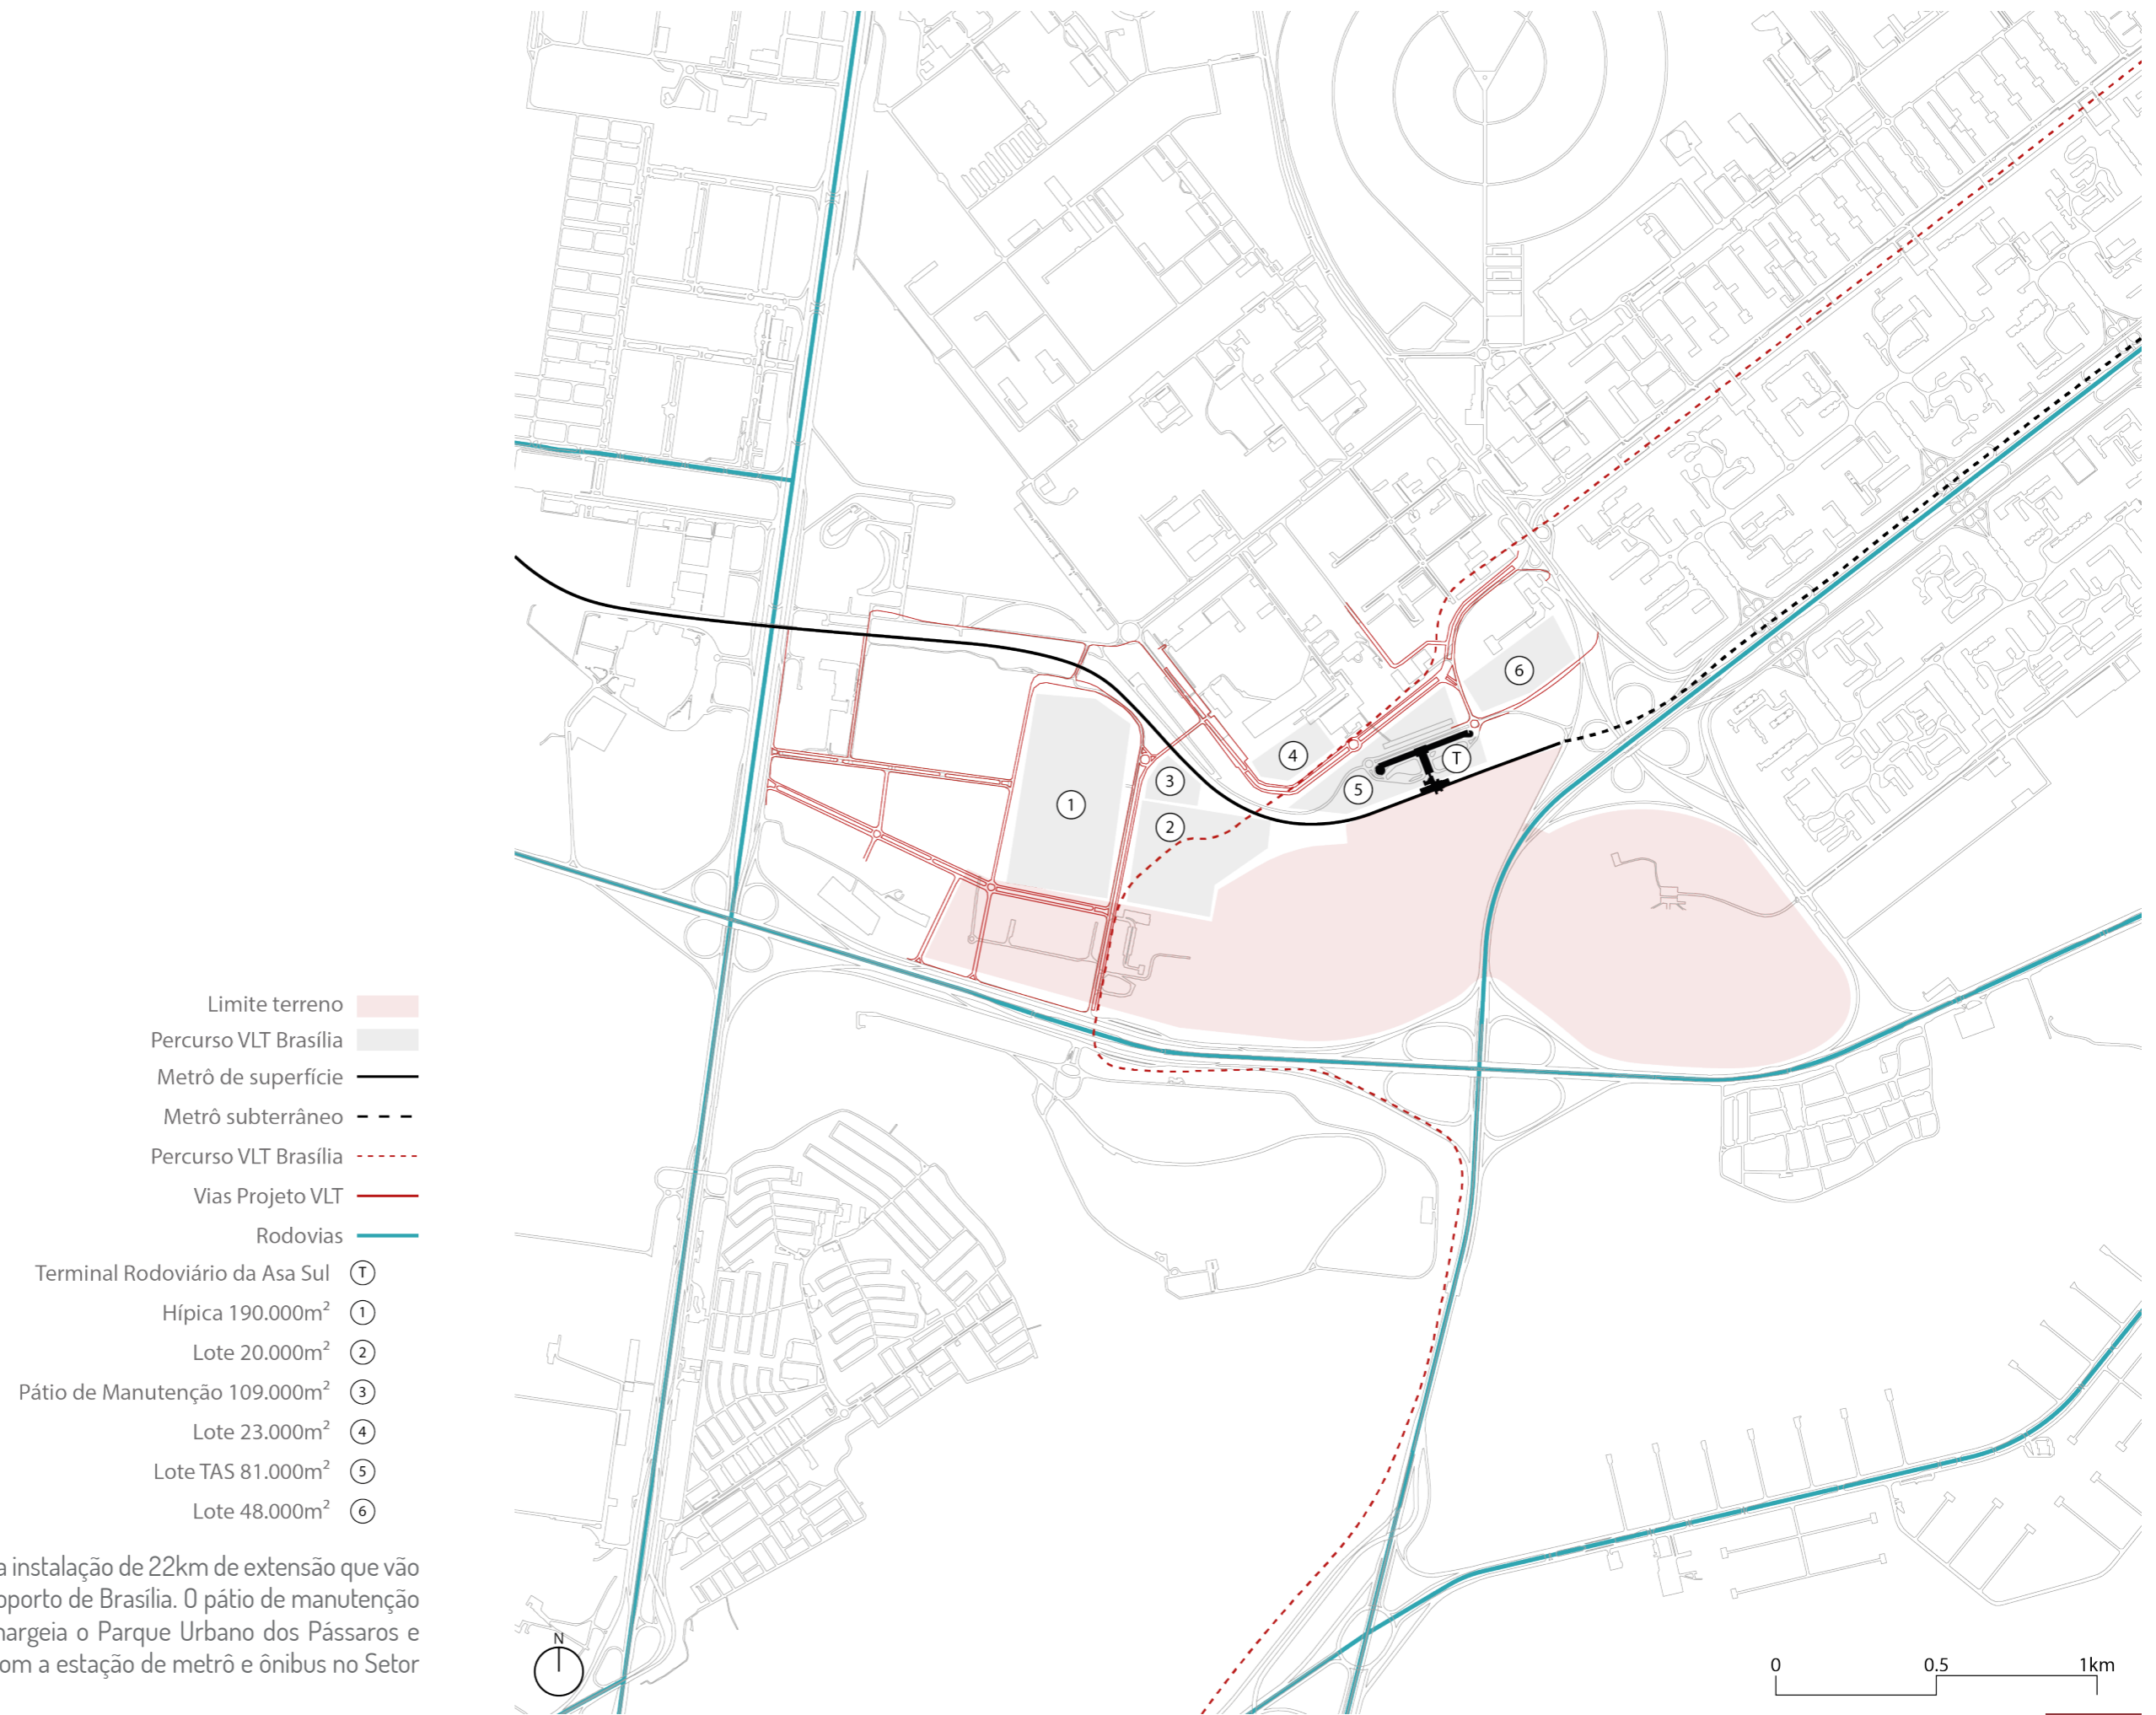 Limite terreno
Percurso VLT Brasília
Metrô de superfície
Metrô subterrâneo
Percurso VLT Brasília
Vias Projeto VLT
Rodovias
Terminal Rodoviário da Asa Sul T
Hípica 190.000m² 1
Lote 20.000m² 2
Pátio de Manutenção 109.000m² 3
Lote 23.000m² 4
Lote TAS 81.000m² 5
Lote 48.000m² 6
a instalação de 22km de extensão que vão
oporto de Brasília. O pátio de manutenção
margeia o Parque Urbano dos Pássaros e
om a estação de metrô e ônibus no Setor
6
4
T
3
5
1
2
N
0 0.5 1km